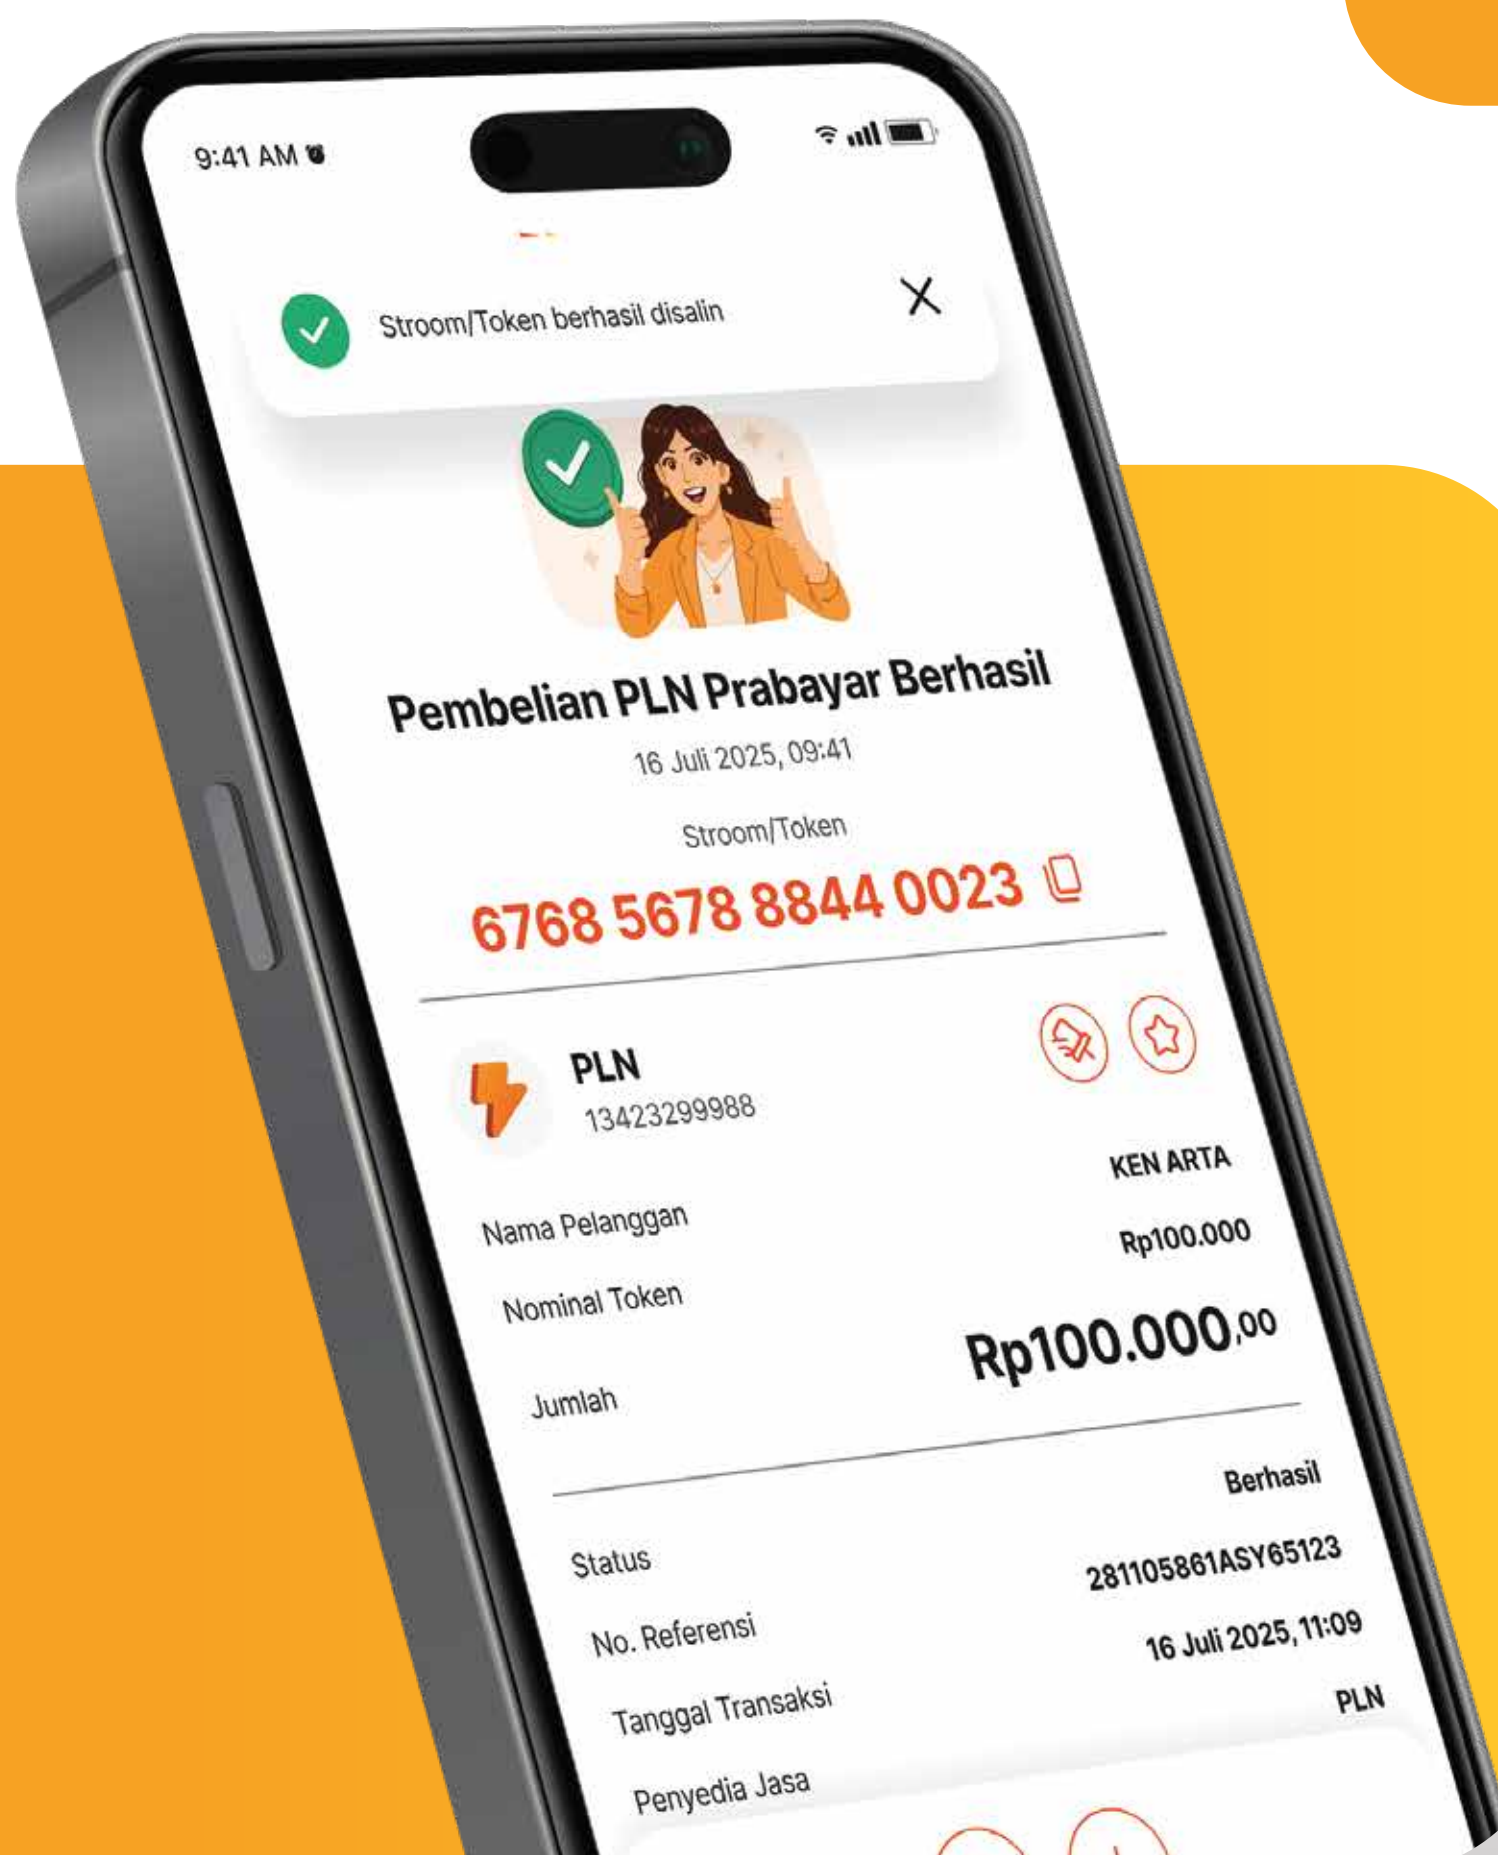 9:41 AM
Stroom/Token berhasil disalin
Pembelian PLN Prabayar Berhasil
16 Juli 2025, 09:41
Stroom/Token
6768 5678 8844 0023
PLN
13423299988
Nama Pelanggan KEN ARTA
Nominal Token Rp100.000
Jumlah Rp100.000,00
Status Berhasil
No. Referensi 281105861ASY65123
Tanggal Transaksi 16 Juli 2025, 11:09
Penyedia Jasa PLN